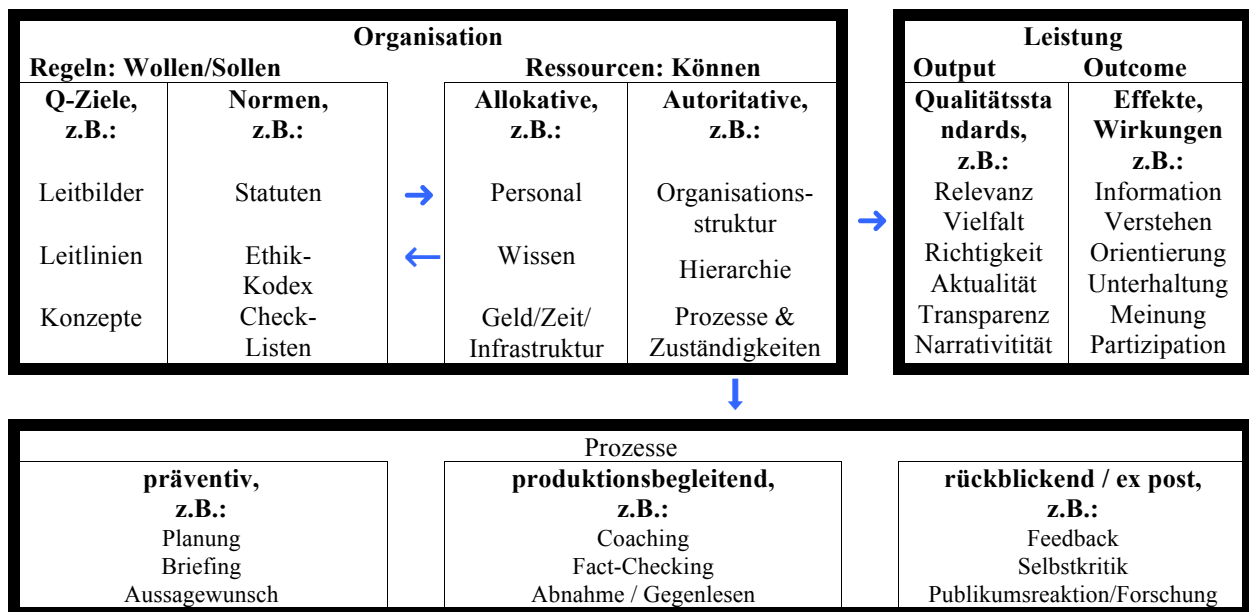 Organisation
Regeln: Wollen/Sollen
Ressourcen: Können
Q-Ziele,
z.B.:
Leitbilder
Leitlinien
Konzepte
Normen,
z.B.:
Statuten
Ethik-
Kodex
Check-
Listen
→
←
Allokative,
z.B.:
Personal
Wissen
Geld/Zeit/
Infrastruktur
Autoritative,
z.B.:
Organisations-
struktur
Hierarchie
Prozesse &
Zuständigkeiten
→
Leistung
Output
Outcome
Qualitätssta
ndards,
z.B.:
Relevanz
Vielfalt
Richtigkeit
Aktualität
Transparenz
Narrativitität
Effekte,
Wirkungen
z.B.:
Information
Verstehen
Orientierung
Unterhaltung
Meinung
Partizipation
Prozesse
präventiv,
z.B.:
Planung
Briefing
Aussagewunsch
produktionsbegleitend,
z.B.:
Coaching
Fact-Checking
Abnahme / Gegenlesen
rückblickend / ex post,
z.B.:
Feedback
Selbstkritik
Publikumsreaktion/Forschung